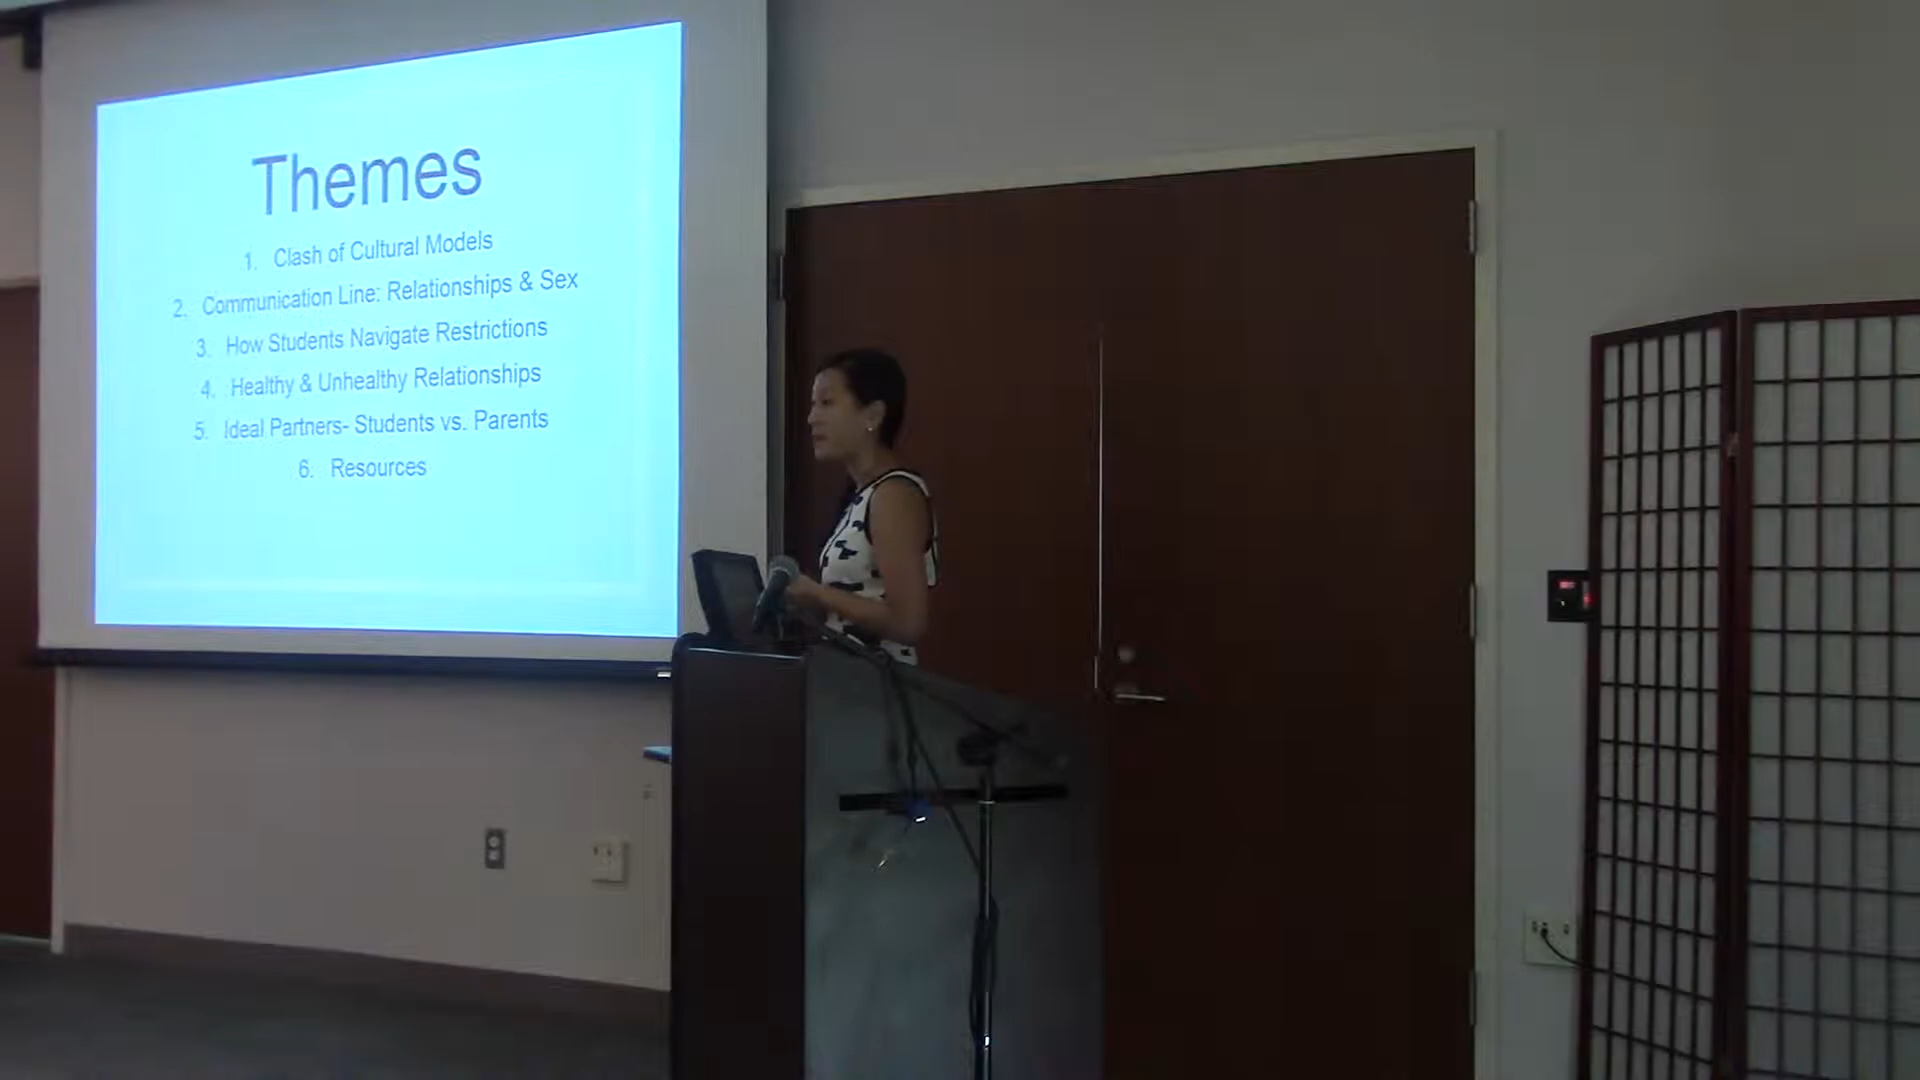 Themes
1. Clash of Cultural Models
2. Communication Line: Relationships & Sex
3. How Students Navigate Restrictions
4. Healthy & Unhealthy Relationships
5. Ideal Partners- Students vs. Parents
6. Resources